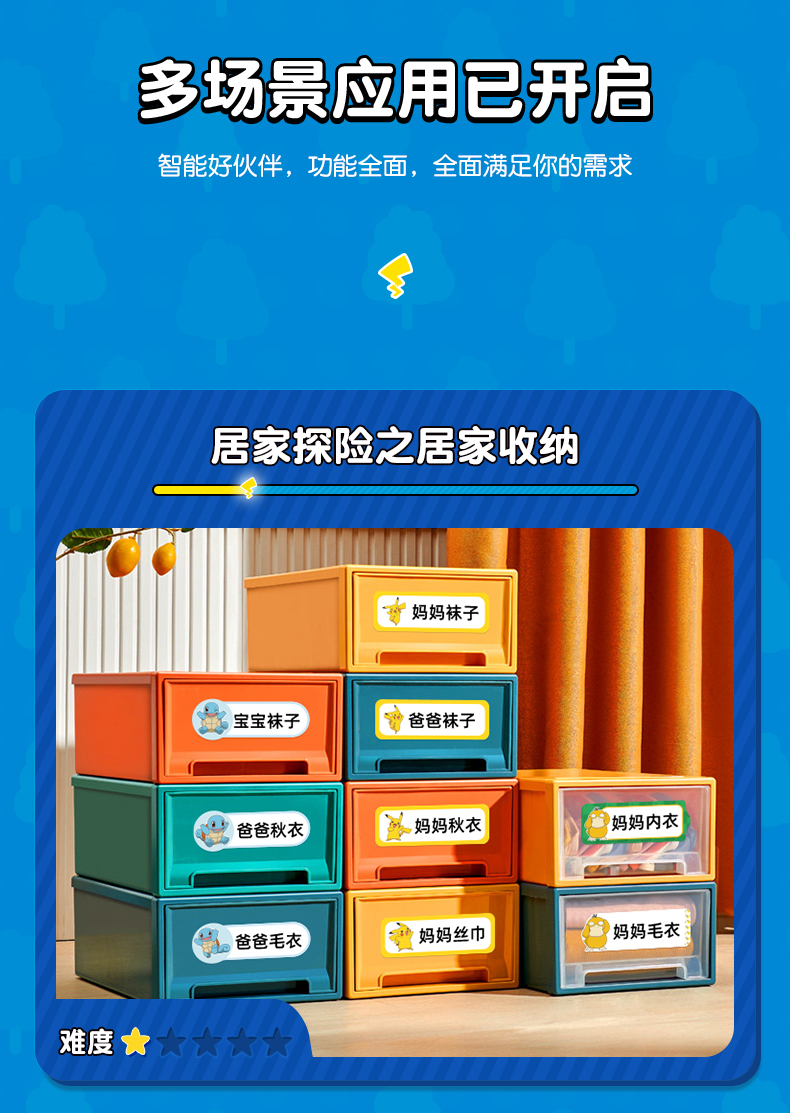 多场景应用已开启
智能好伙伴，功能全面，全面满足你的需求
居家探险之居家收纳
妈妈袜子
宝宝袜子
爸爸袜子
爸爸秋衣
妈妈秋衣
妈妈内衣
爸爸毛衣
妈妈丝巾
妈妈毛衣
难度